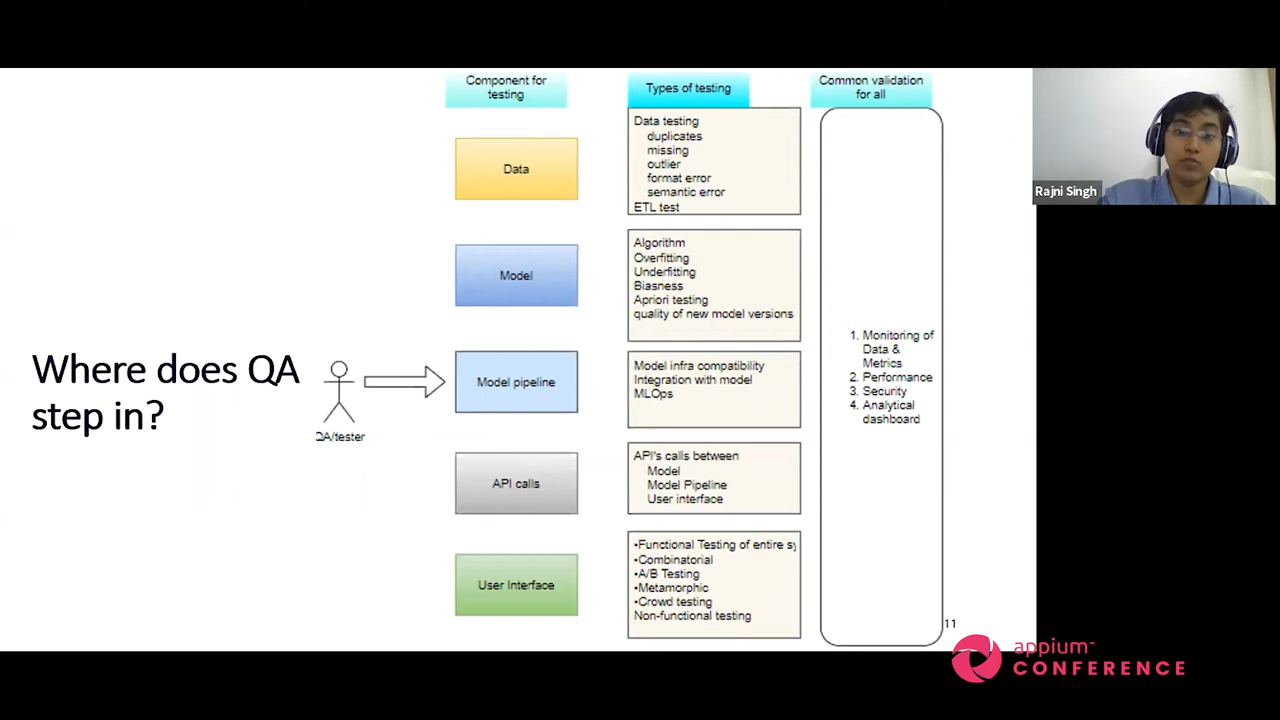 Component for
testing
Types of testing
Common validation
for all
Rajni Singh
Where does QA
step in?
QA/tester
Data
Data testing
duplicates
missing
outlier
format error
semantic error
ETL test
Model
Algorithm
Overfitting
Underfitting
Biasness
Apriori testing
quality of new model versions
Model pipeline
Model infra compatibility
Integration with model
MLOps
API calls
API's calls between
Model
Model Pipeline
User interface
User Interface
•Functional Testing of entire sy
•Combinatorial
•A/B Testing
•Metamorphic
•Crowd testing
Non-functional testing
1. Monitoring of
Data &
Metrics
2. Performance
3. Security
4. Analytical
dashboard
11
appium™
CONFERENCE